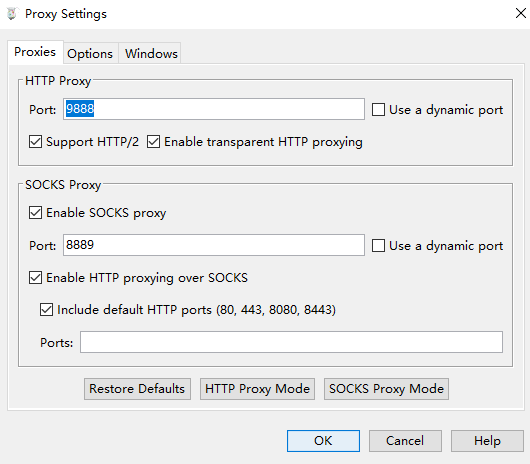 Proxy Settings
Proxies Options Windows
HTTP Proxy
Port: 9888 Use a dynamic port
Support HTTP/2 Enable transparent HTTP proxying
SOCKS Proxy
Enable SOCKS proxy
Port: 8889 Use a dynamic port
Enable HTTP proxying over SOCKS
Include default HTTP ports (80, 443, 8080, 8443)
Ports:
Restore Defaults HTTP Proxy Mode SOCKS Proxy Mode
OK Cancel Help